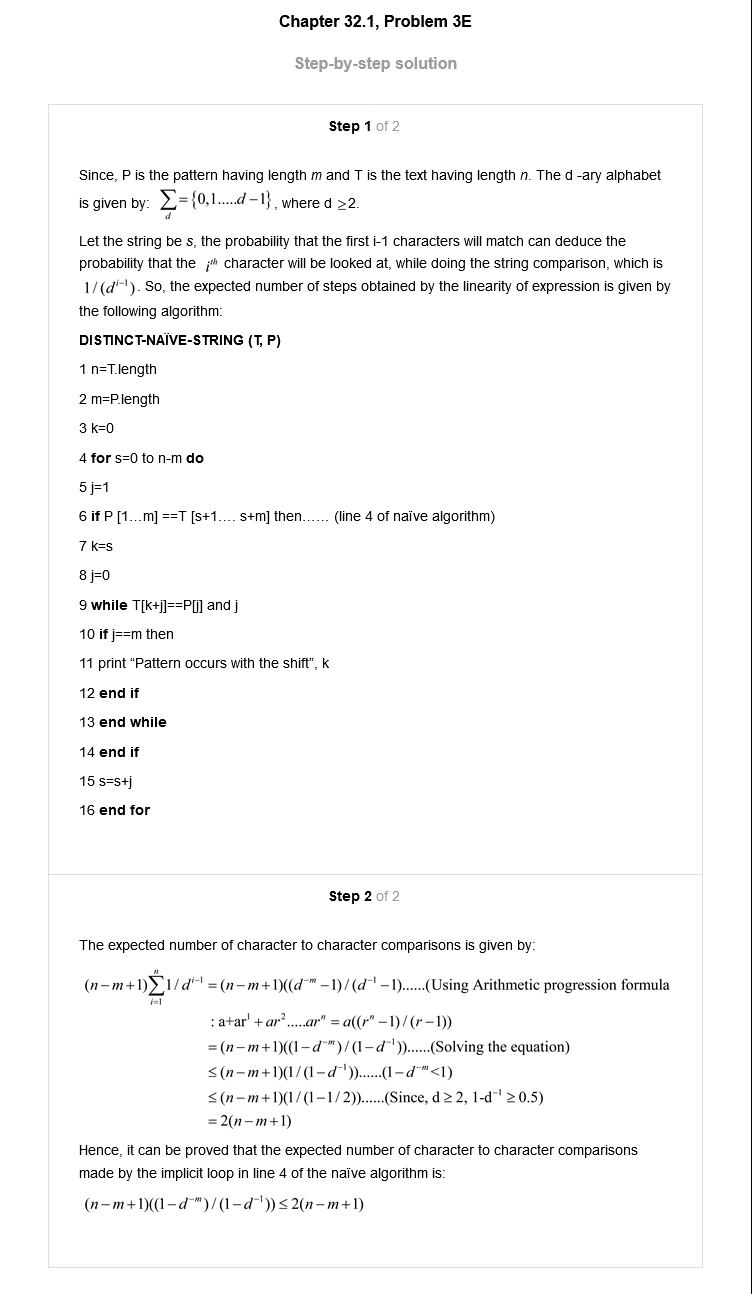 Chapter 32.1, Problem 3E
Step-by-step solution
Step 1 of 2
Since, P is the pattern having length m and T is the text having length n. The d -ary alphabet
is given by: ∑_d = {0,1.....d −1}, where d ≥2.
Let the string be s, the probability that the first i-1 characters will match can deduce the
probability that the i^th character will be looked at, while doing the string comparison, which is
1/(d^{i−1}). So, the expected number of steps obtained by the linearity of expression is given by
the following algorithm:
DISTINCT-NAÏVE-STRING (T, P)
1 n=T.length
2 m=P.length
3 k=0
4 for s=0 to n-m do
5 j=1
6 if P [1…m] ==T [s+1…. s+m] then…… (line 4 of naïve algorithm)
7 k=s
8 j=0
9 while T[k+j]==P[j] and j
10 if j==m then
11 print “Pattern occurs with the shift”, k
12 end if
13 end while
14 end if
15 s=s+j
16 end for
Step 2 of 2
The expected number of character to character comparisons is given by:
(n−m+1)∑_{i=1}^{n} 1/d^{i−1} = (n−m+1)((d^{−m} −1)/(d^{−1} −1)......(Using Arithmetic progression formula
: a+ar^1 + ar^2.....ar^n = a((r^n −1)/(r−1))
= (n−m+1)((1−d^{−m})/(1−d^{−1}))......(Solving the equation)
≤ (n−m+1)(1/(1−d^{−1}))......(1−d^{−m}<1)
≤ (n−m+1)(1/(1−1/2))......(Since, d ≥ 2, 1-d^{−1} ≥ 0.5)
= 2(n−m+1)
Hence, it can be proved that the expected number of character to character comparisons
made by the implicit loop in line 4 of the naïve algorithm is:
(n−m+1)((1−d^{−m})/(1−d^{−1})) ≤ 2(n−m+1)